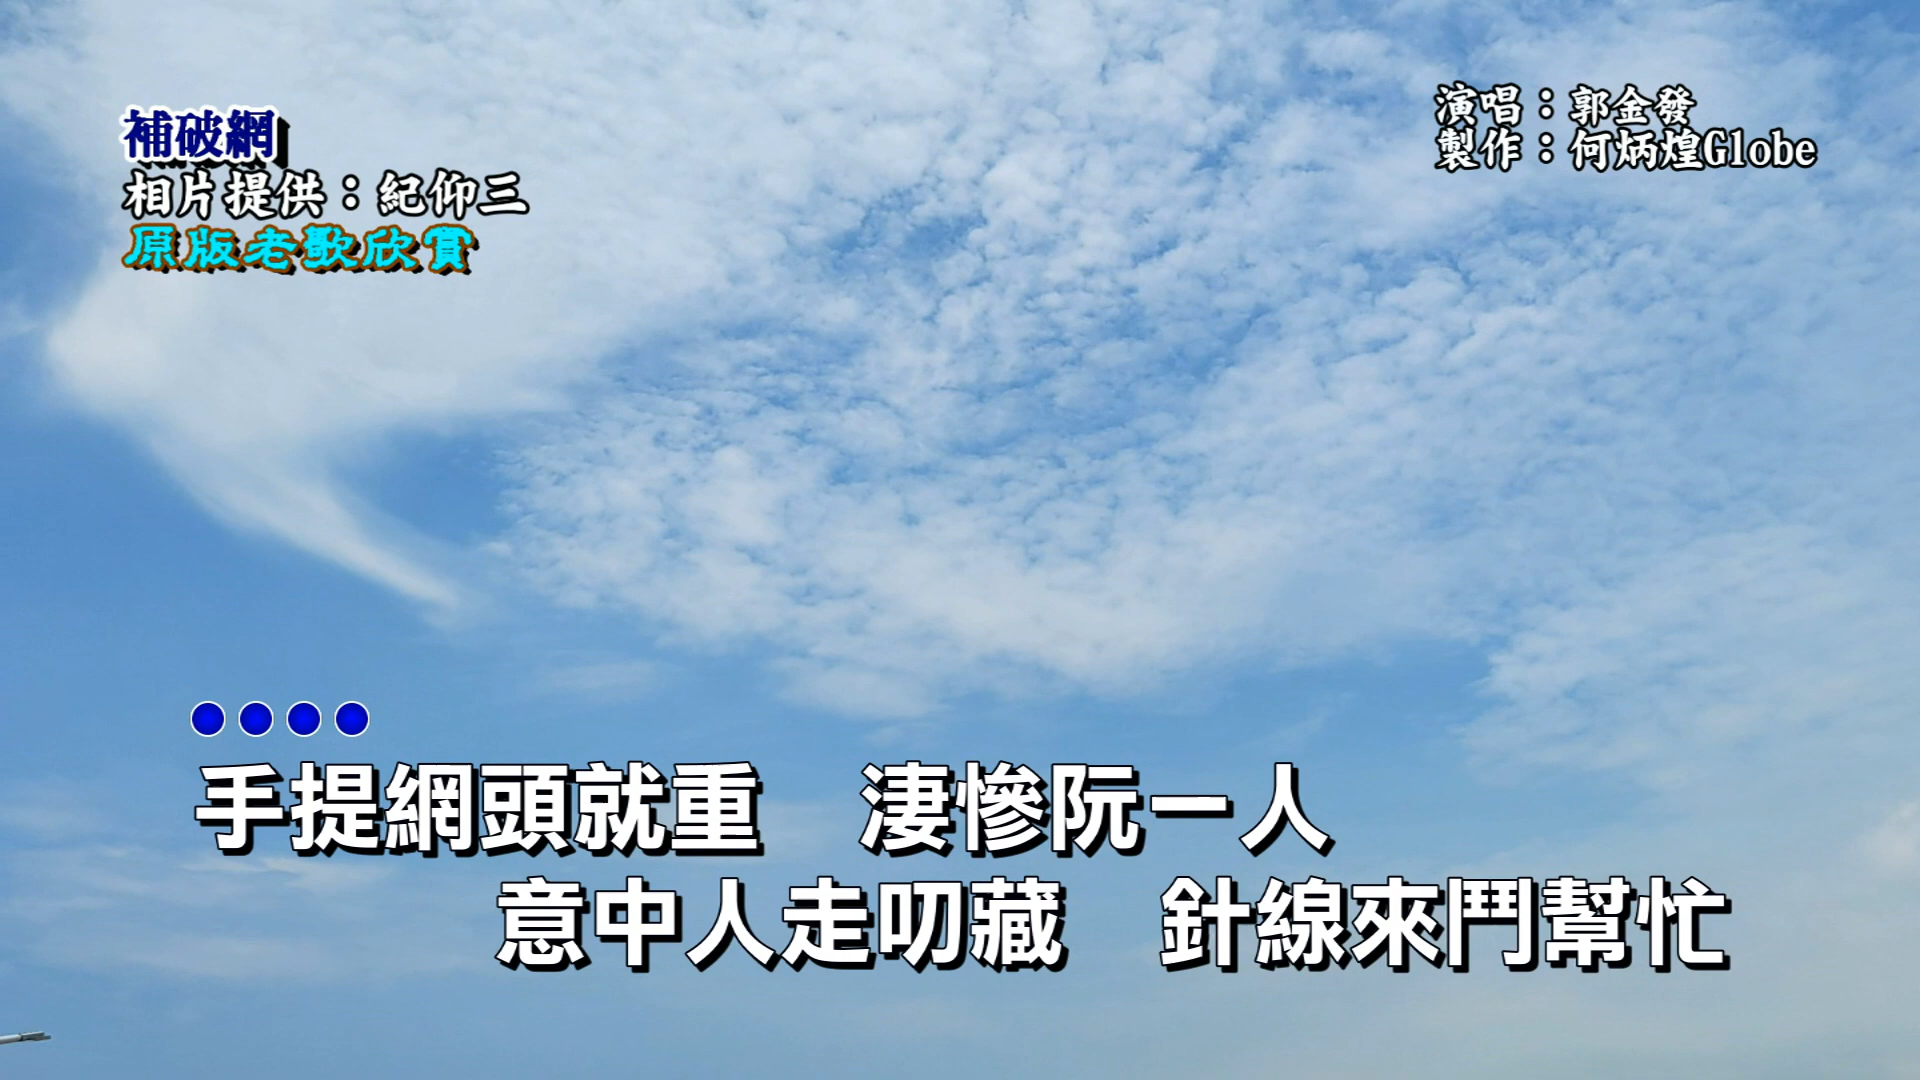 補破網
相片提供：紀仰三
原版老歌欣賞
演唱：郭金發
製作：何炳煌Globe
手提網頭就重　淒慘阮一人
意中人走叨藏　針線來鬥幫忙